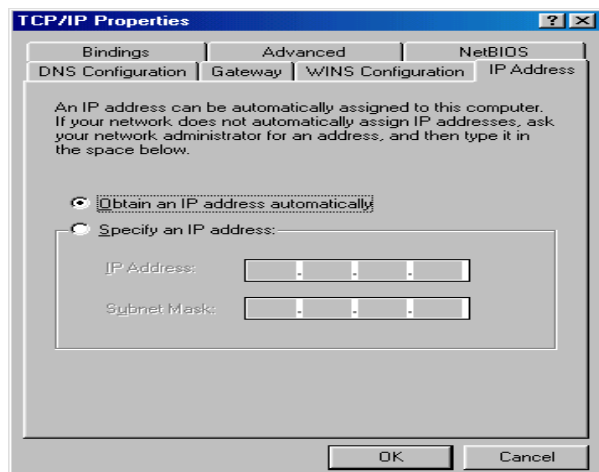 TCP/IP Properties
Bindings Advanced NetBIOS
DNS Configuration Gateway WINS Configuration IP Address
An IP address can be automatically assigned to this computer.
If your network does not automatically assign IP addresses, ask
your network administrator for an address, and then type it in
the space below.
Obtain an IP address automatically
Specify an IP address:
IP Address:
Subnet Mask:
OK Cancel